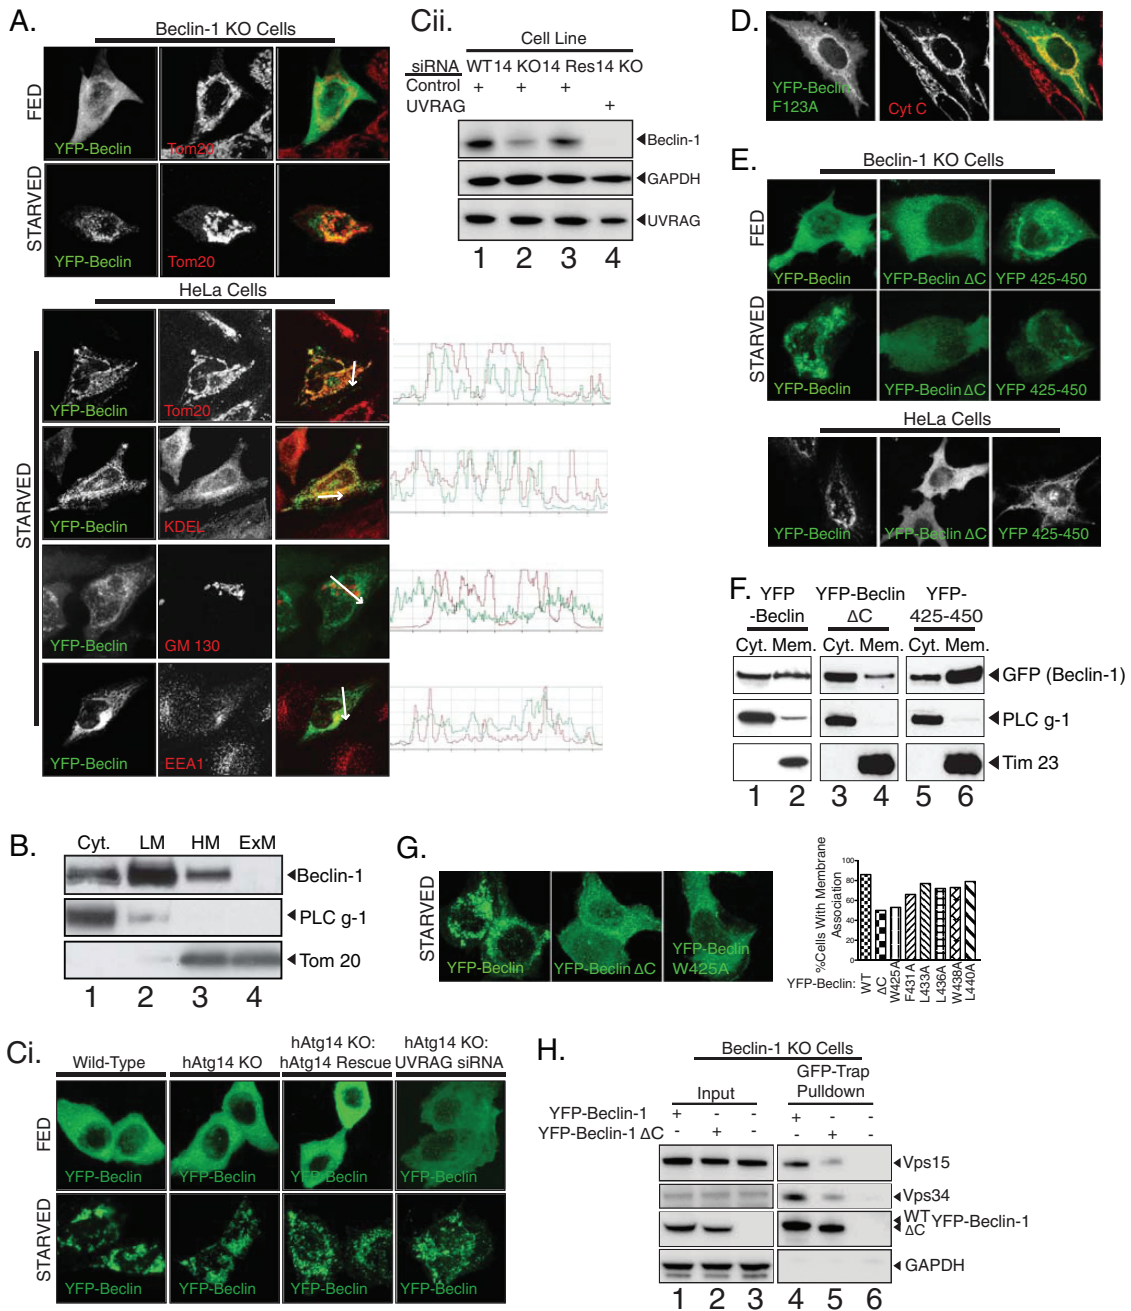 A.
Beclin-1 KO Cells
FED
YFP-Beclin
Tom20
STARVED
YFP-Beclin
Tom20
HeLa Cells
STARVED
YFP-Beclin
Tom20
YFP-Beclin
KDEL
YFP-Beclin
GM 130
YFP-Beclin
EEA1
B.
Cyt. LM HM ExM
Beclin-1
PLC g-1
Tom 20
1 2 3 4
Ci.
Wild-Type
hAtg14 KO
hAtg14 KO:
hAtg14 Rescue
hAtg14 KO:
UVRAG siRNA
FED
YFP-Beclin YFP-Beclin YFP-Beclin YFP-Beclin
STARVED
YFP-Beclin YFP-Beclin YFP-Beclin YFP-Beclin
Cii.
Cell Line
siRNA WT 14 KO 14 Res 14 KO
Control + + +
UVRAG +
Beclin-1
GAPDH
UVRAG
1 2 3 4
D.
YFP-Beclin
F123A
Cyt C
E.
Beclin-1 KO Cells
FED
YFP-Beclin YFP-Beclin ΔC YFP 425-450
STARVED
YFP-Beclin YFP-Beclin ΔC YFP 425-450
HeLa Cells
YFP-Beclin YFP-Beclin ΔC YFP 425-450
F.
YFP
-Beclin
YFP-Beclin
ΔC
YFP-
425-450
Cyt. Mem. Cyt. Mem. Cyt. Mem.
GFP (Beclin-1)
PLC g-1
Tim 23
1 2 3 4 5 6
G.
STARVED
YFP-Beclin
YFP-Beclin ΔC
YFP-Beclin
W425A
%Cells With Membrane
Association
100
80
60
40
20
0
YFP-Beclin: WT ΔC W425A F431A L433A L436A W438A L440A
H.
Beclin-1 KO Cells
Input
GFP-Trap
Pulldown
YFP-Beclin-1 + - - + - -
YFP-Beclin-1 ΔC - + - - + -
Vps15
Vps34
WT
ΔC
YFP-Beclin-1
GAPDH
1 2 3 4 5 6